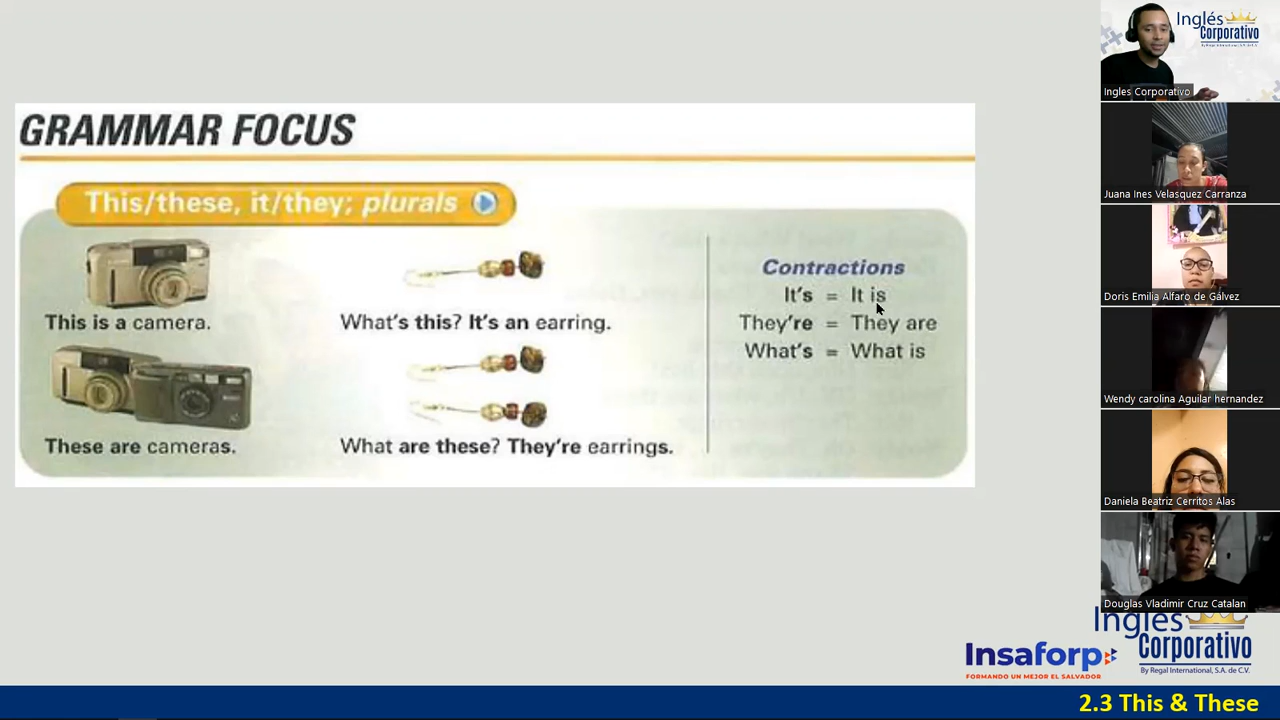 GRAMMAR FOCUS
This/these, it/they; plurals
This is a camera.
What's this? It's an earring.
These are cameras.
What are these? They're earrings.
Contractions
It's = It is
They're = They are
What's = What is
Inglés
Corporativo
By Regal International, S.A. de C.V.
Ingles Corporativo
Juana Ines Velasquez Carranza
Doris Emilia Alfaro de Gálvez
Wendy carolina Aguilar hernandez
Daniela Beatriz Cerritos Alas
Douglas Vladimir Cruz Catalan
Inglés
Corporativo
By Regal International, S.A. de C.V.
Insaforp
FORMANDO UN MEJOR EL SALVADOR
2.3 This & These